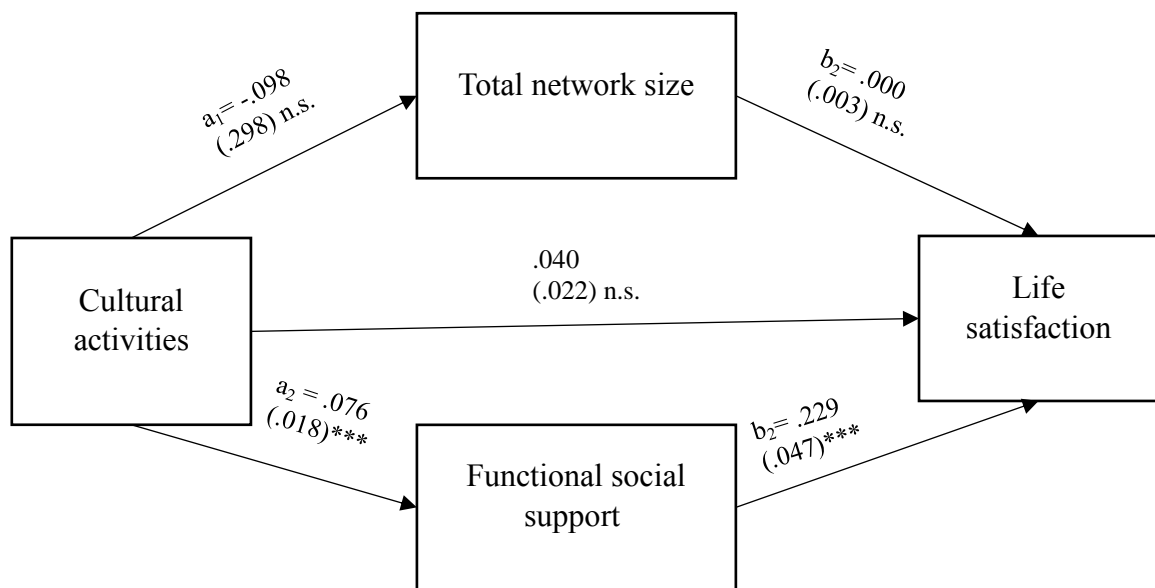 Total network size
a₁= -.098
(.298) n.s.
b₂= .000
(.003) n.s.
Cultural
activities
.040
(.022) n.s.
Life
satisfaction
a₂ = .076
(.018)***
b₂= .229
(.047)***
Functional social
support